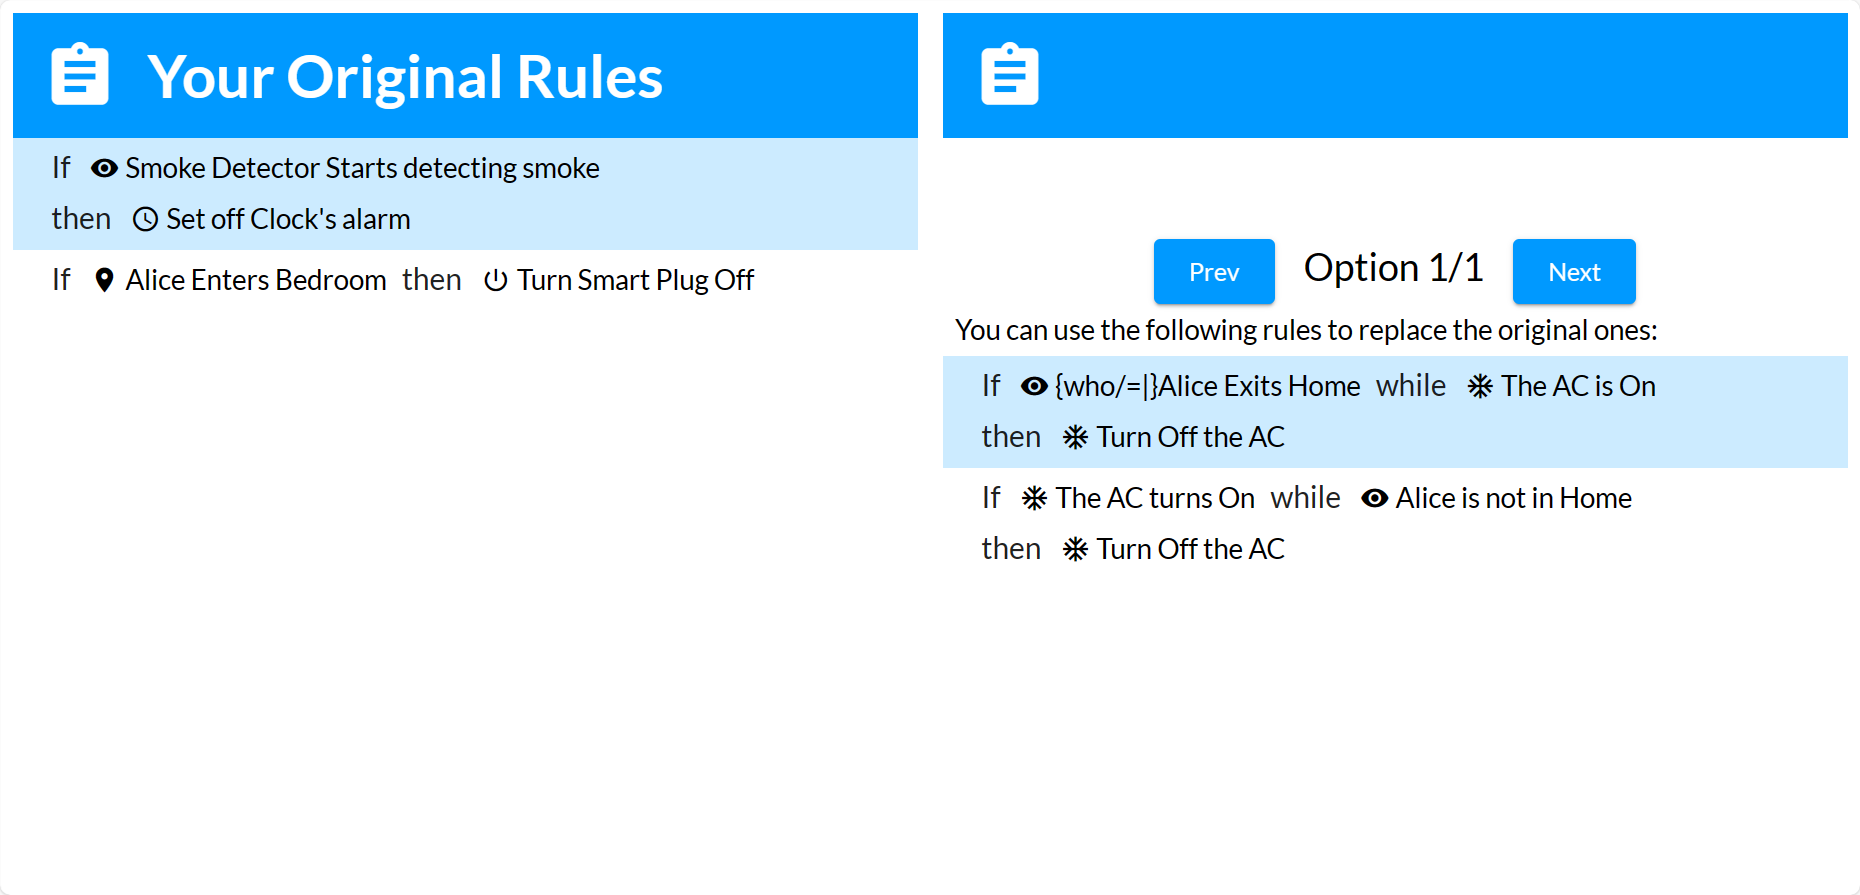 Your Original Rules
If Smoke Detector Starts detecting smoke
then Set off Clock's alarm
If Alice Enters Bedroom then Turn Smart Plug Off
Prev Option 1/1 Next
You can use the following rules to replace the original ones:
If {who/=|}Alice Exits Home while The AC is On
then Turn Off the AC
If The AC turns On while Alice is not in Home
then Turn Off the AC